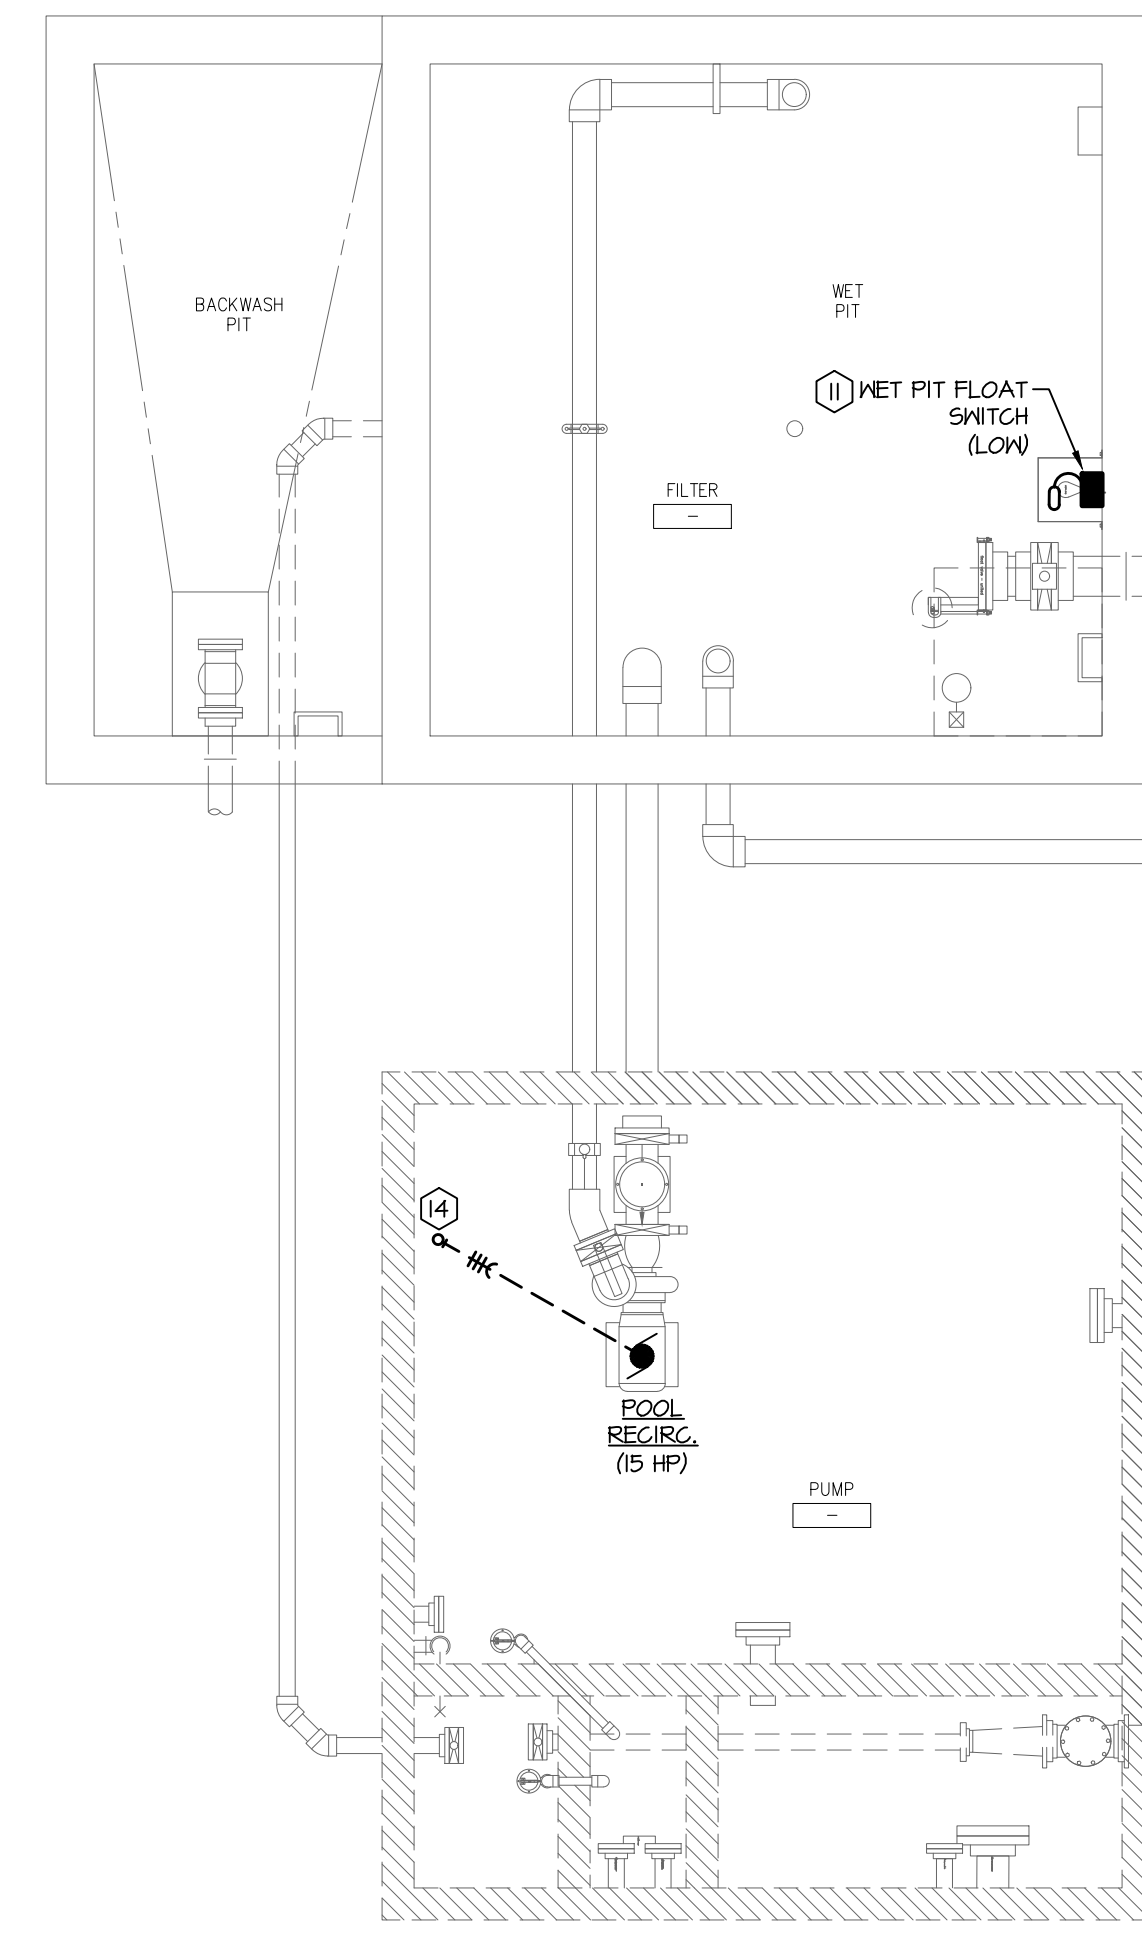 BACKWASH
PIT
WET
PIT
11
WET PIT FLOAT
SWITCH
(LOW)
FILTER
-
14
POOL
RECIRC.
(15 HP)
PUMP
-